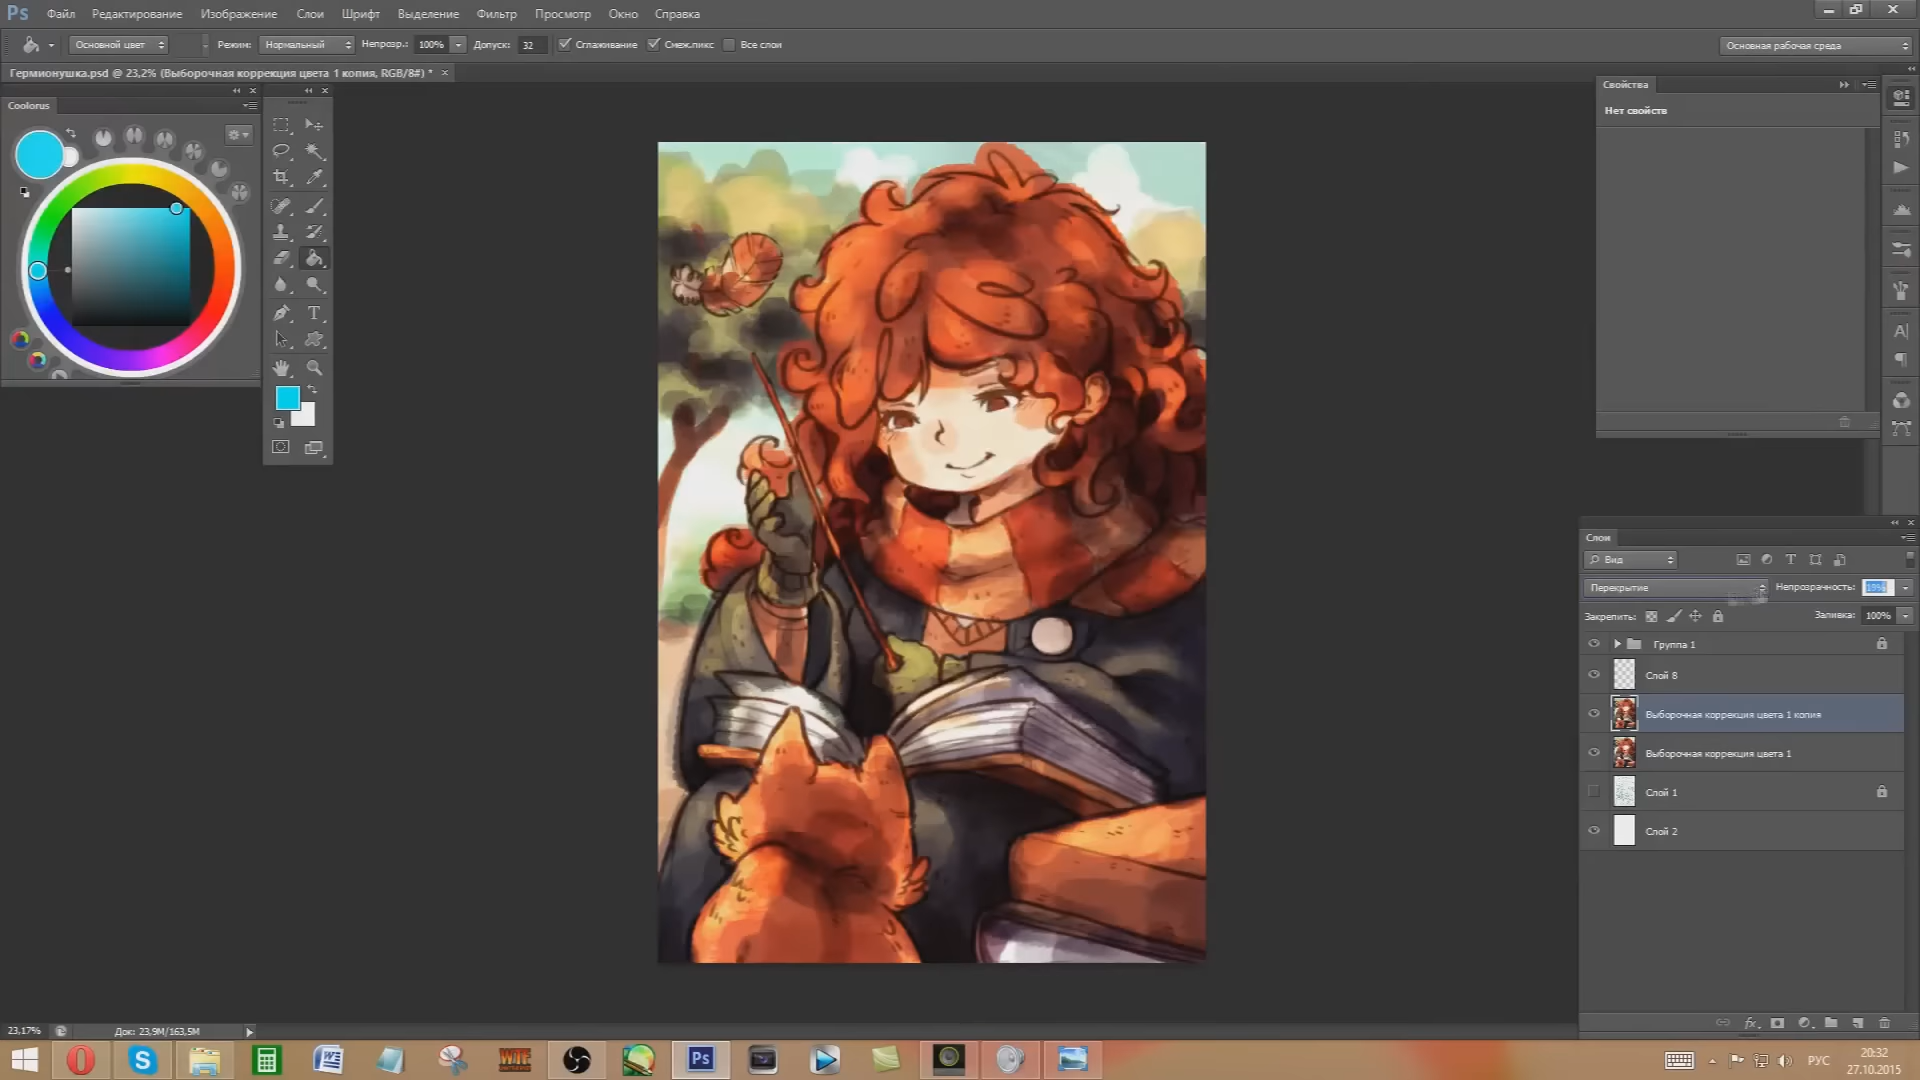 Ps Файл Редактирование Изображение Слои Шрифт Выделение Фильтр Просмотр Окно Справка
Основной цвет Режим: Нормальный Непрозр.: 100% Допуск: 32 Сглаживание Смеж.пикс Все слои Основная рабочая среда
Гермионушка.psd @ 23,2% (Выборочная коррекция цвета 1 копия, RGB/8#) *
Coolorus
Свойства
Нет свойств
Слои
Вид
Перекрытие Непрозрачность: 19%
Закрепить: Заливка: 100%
Группа 1
Слой 8
Выборочная коррекция цвета 1 копия
Выборочная коррекция цвета 1
Слой 1
Слой 2
23,17% Док: 23,9M/163,5M
РУС
20:32
27.10.2015